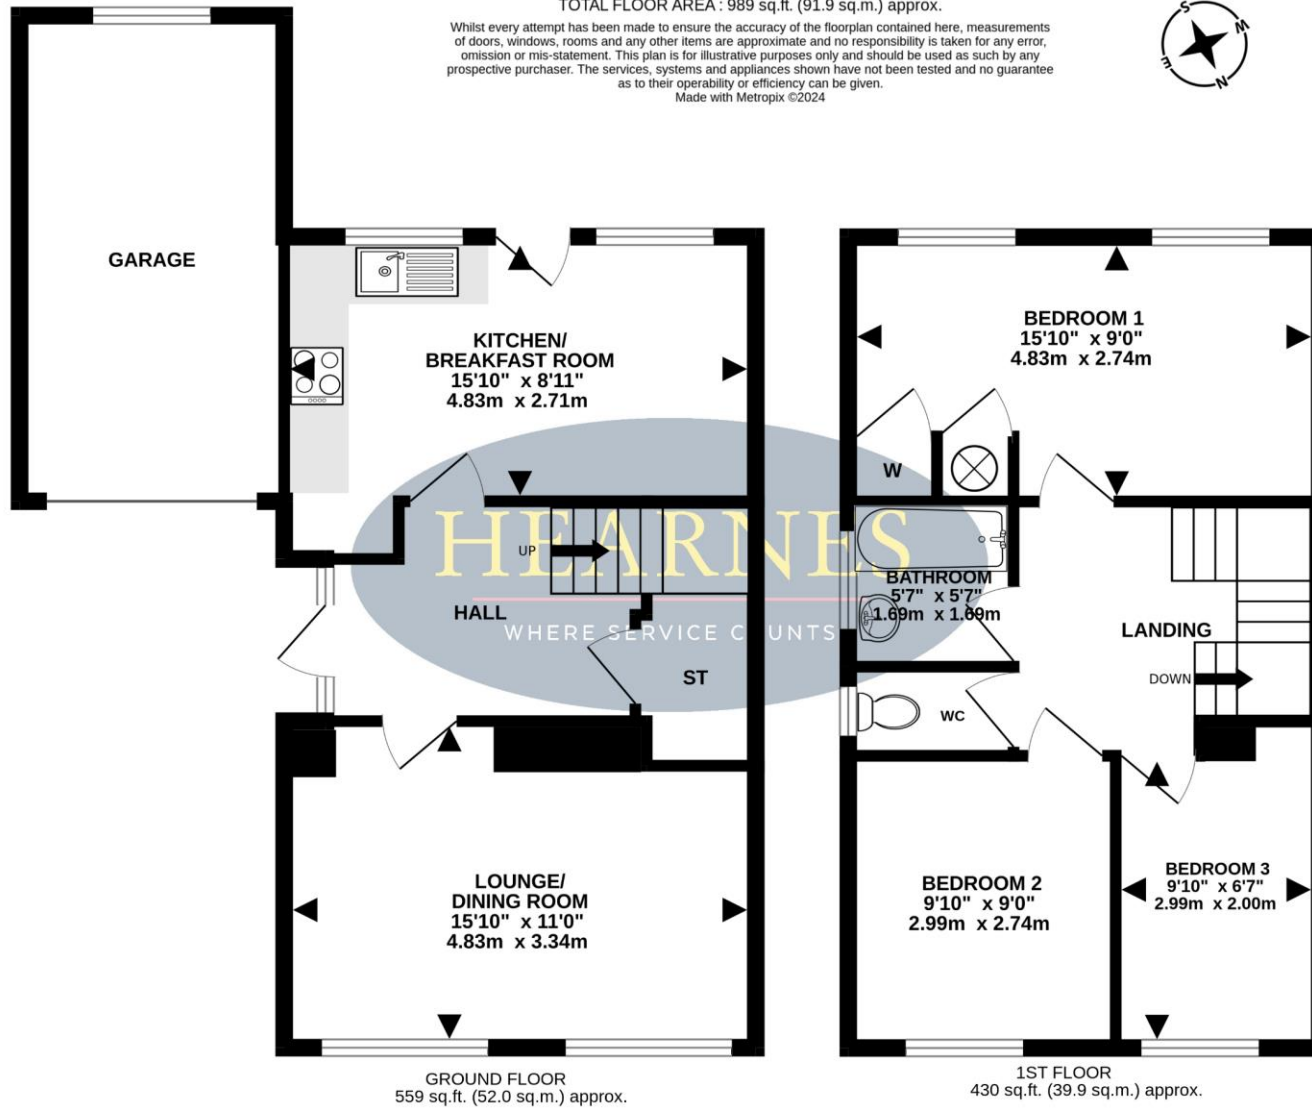 TOTAL FLOOR AREA : 989 sq.ft. (91.9 sq.m.) approx.
Whilst every attempt has been made to ensure the accuracy of the floorplan contained here, measurements
of doors, windows, rooms and any other items are approximate and no responsibility is taken for any error,
omission or mis-statement. This plan is for illustrative purposes only and should be used as such by any
prospective purchaser. The services, systems and appliances shown have not been tested and no guarantee
as to their operability or efficiency can be given.
Made with Metropix ©2024
S
W
E
N
GARAGE
KITCHEN/
BREAKFAST ROOM
15'10" x 8'11"
4.83m x 2.71m
BEDROOM 1
15'10" x 9'0"
4.83m x 2.74m
W
HEARNES
WHERE SERVICE COUNTS
UP
HALL
ST
BATHROOM
5'7" x 5'7"
1.69m x 1.69m
LANDING
DOWN
WC
LOUNGE/
DINING ROOM
15'10" x 11'0"
4.83m x 3.34m
BEDROOM 2
9'10" x 9'0"
2.99m x 2.74m
BEDROOM 3
9'10" x 6'7"
2.99m x 2.00m
GROUND FLOOR
559 sq.ft. (52.0 sq.m.) approx.
1ST FLOOR
430 sq.ft. (39.9 sq.m.) approx.